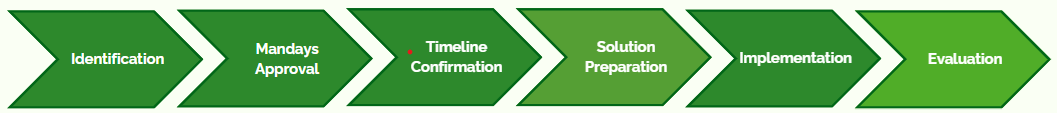 Identification
Mandays
Approval
Timeline
Confirmation
Solution
Preparation
Implementation
Evaluation